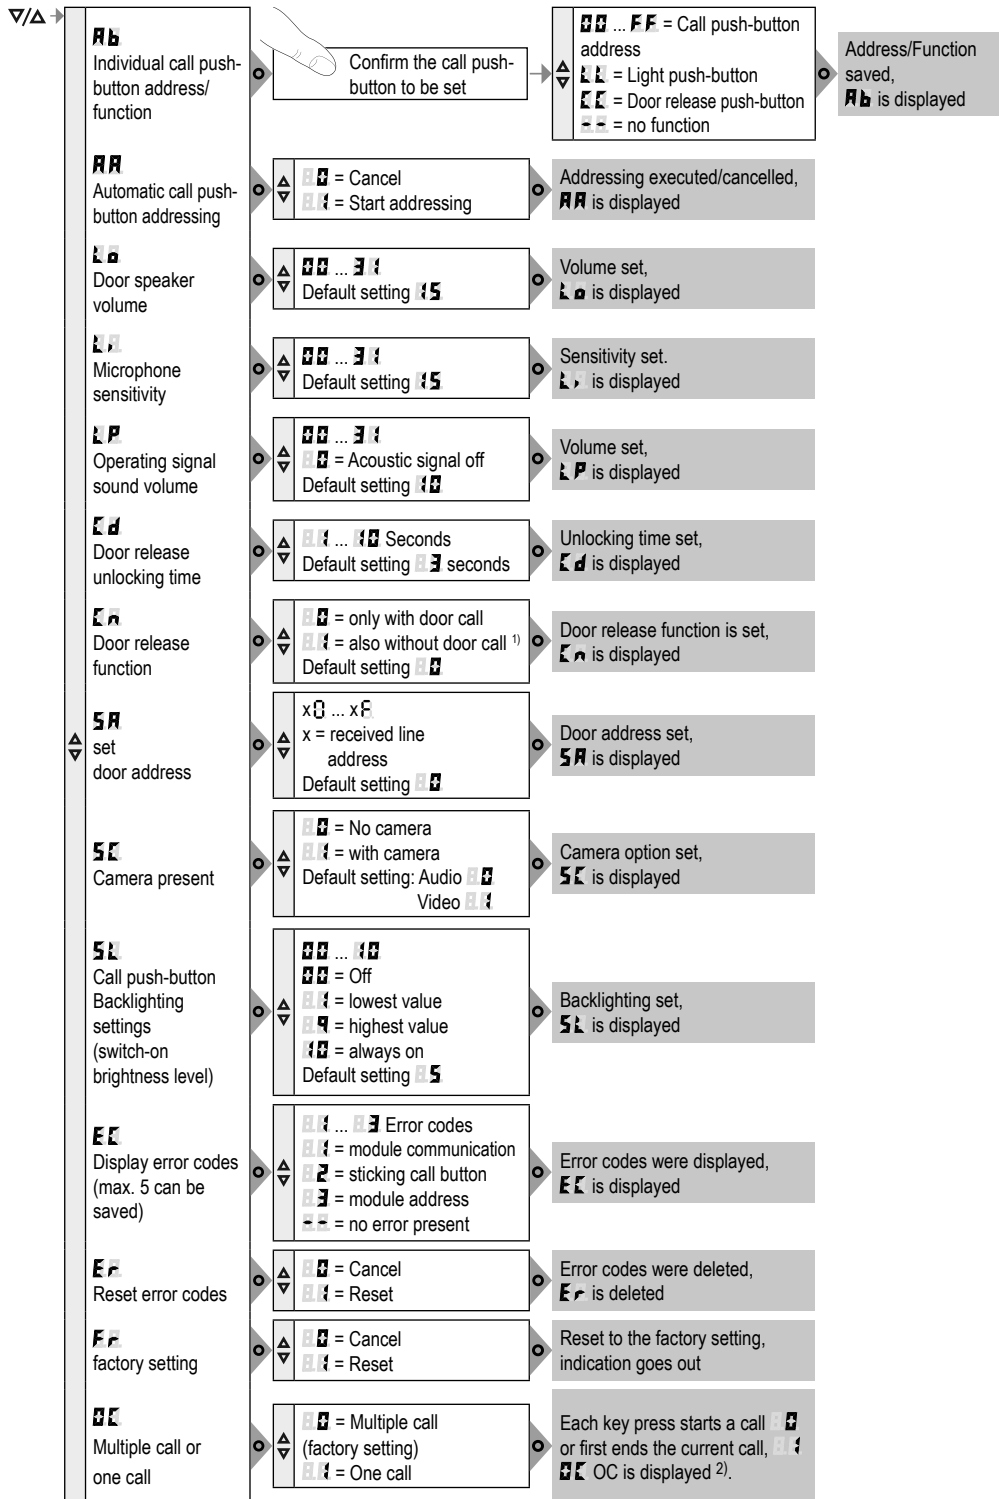 ▽/△
Ab
Individual call push-
button address/
function
Confirm the call push-
button to be set
00 ... FF = Call push-button
address
LL = Light push-button
CC = Door release push-button
-- = no function
Address/Function
saved,
Ab is displayed
AA
Automatic call push-
button addressing
0 = Cancel
1 = Start addressing
Addressing executed/cancelled,
AA is displayed
Lo
Door speaker
volume
00 ... 31
Default setting 15
Volume set,
Lo is displayed
Li
Microphone
sensitivity
00 ... 31
Default setting 15
Sensitivity set.
Li is displayed
LP
Operating signal
sound volume
00 ... 31
0 = Acoustic signal off
Default setting 10
Volume set,
LP is displayed
Cd
Door release
unlocking time
1 ... 10 Seconds
Default setting 3 seconds
Unlocking time set,
Cd is displayed
Cn
Door release
function
0 = only with door call
1 = also without door call 1)
Default setting 0
Door release function is set,
Cn is displayed
SA
set
door address
x0 ... xF
x = received line
address
Default setting 0
Door address set,
SA is displayed
SC
Camera present
0 = No camera
1 = with camera
Default setting: Audio 0
Video 1
Camera option set,
SC is displayed
SL
Call push-button
Backlighting
settings
(switch-on
brightness level)
00 ... 10
00 = Off
1 = lowest value
9 = highest value
10 = always on
Default setting 5
Backlighting set,
SL is displayed
EC
Display error codes
(max. 5 can be
saved)
1 ... 3 Error codes
1 = module communication
2 = sticking call button
3 = module address
-- = no error present
Error codes were displayed,
EC is displayed
Er
Reset error codes
0 = Cancel
1 = Reset
Error codes were deleted,
Er is deleted
Fr
factory setting
0 = Cancel
1 = Reset
Reset to the factory setting,
indication goes out
OC
Multiple call or
one call
0 = Multiple call
(factory setting)
1 = One call
Each key press starts a call 0
or first ends the current call, 1
OC OC is displayed 2).